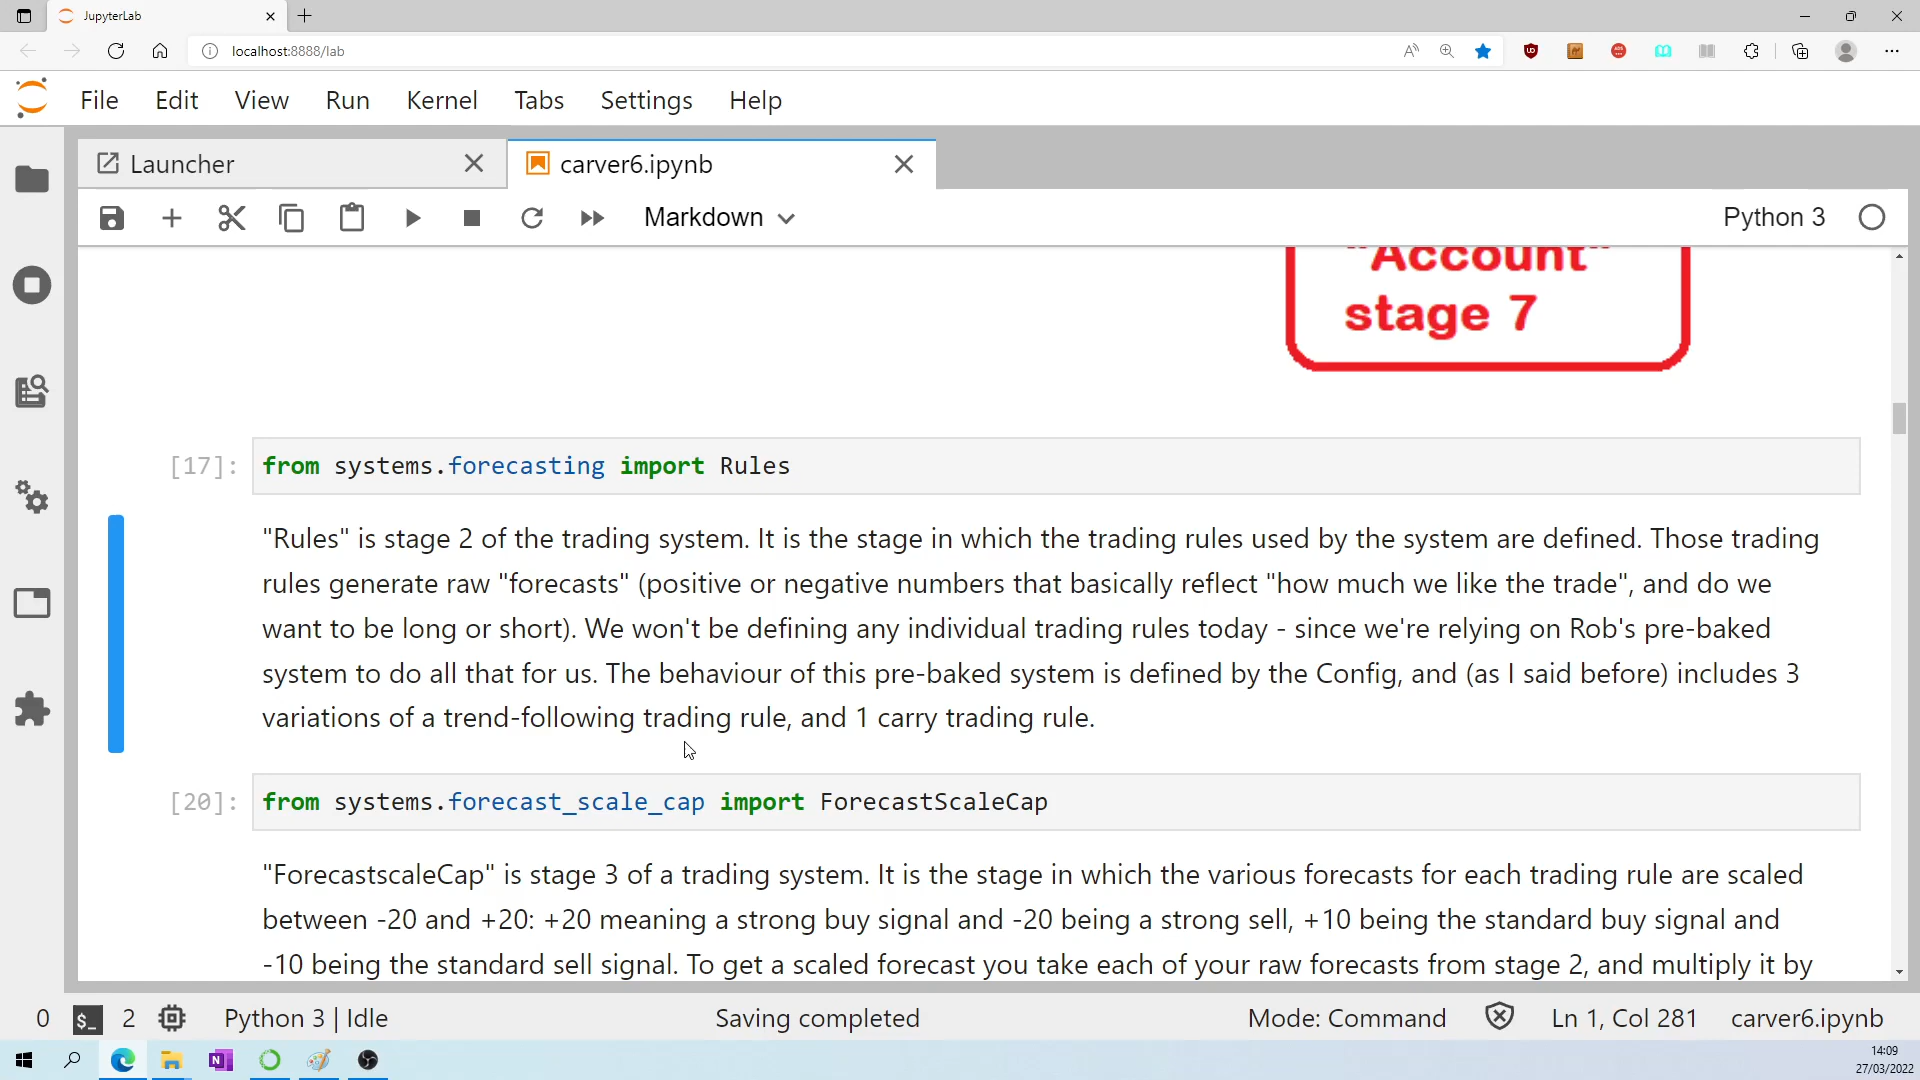 JupyterLab
localhost:8888/lab
File Edit View Run Kernel Tabs Settings Help
Launcher
carver6.ipynb
Markdown
Python 3
"Account"
stage 7
[17]:
from systems.forecasting import Rules
"Rules" is stage 2 of the trading system. It is the stage in which the trading rules used by the system are defined. Those trading
rules generate raw "forecasts" (positive or negative numbers that basically reflect "how much we like the trade", and do we
want to be long or short). We won't be defining any individual trading rules today - since we're relying on Rob's pre-baked
system to do all that for us. The behaviour of this pre-baked system is defined by the Config, and (as I said before) includes 3
variations of a trend-following trading rule, and 1 carry trading rule.
[20]:
from systems.forecast_scale_cap import ForecastScaleCap
"ForecastscaleCap" is stage 3 of a trading system. It is the stage in which the various forecasts for each trading rule are scaled
between -20 and +20: +20 meaning a strong buy signal and -20 being a strong sell, +10 being the standard buy signal and
-10 being the standard sell signal. To get a scaled forecast you take each of your raw forecasts from stage 2, and multiply it by
0 $_ 2 Python 3 | Idle Saving completed Mode: Command Ln 1, Col 281 carver6.ipynb
14:09
27/03/2022